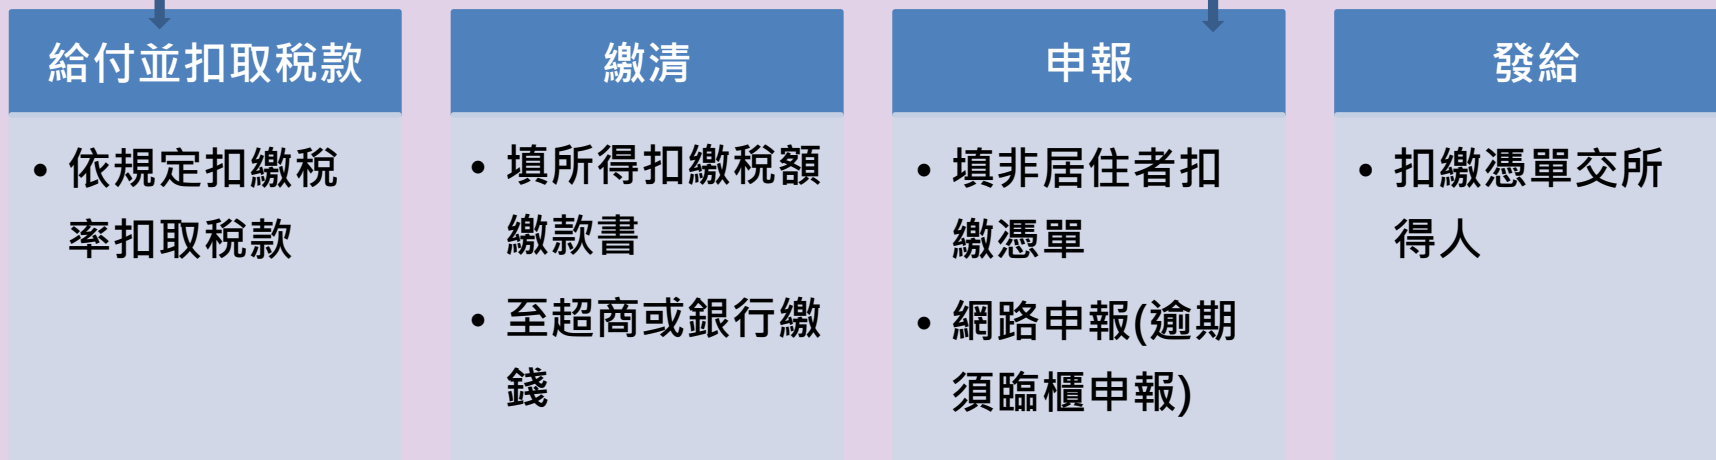 給付並扣取稅款
• 依規定扣繳稅
率扣取稅款
繳清
• 填所得扣繳稅額
繳款書
• 至超商或銀行繳
錢
申報
• 填非居住者扣
繳憑單
• 網路申報(逾期
須臨櫃申報)
發給
• 扣繳憑單交所
得人